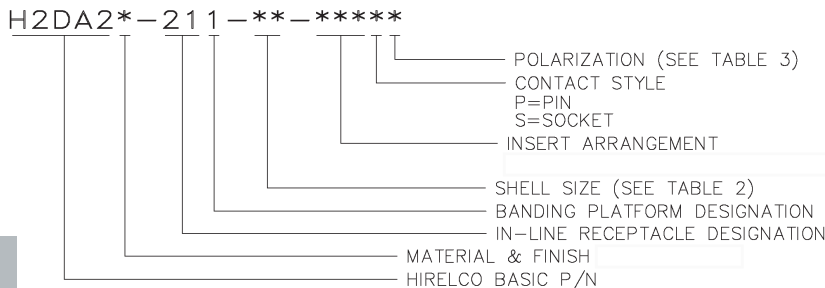 H2DA2*-211-**-*****
POLARIZATION (SEE TABLE 3)
CONTACT STYLE
P=PIN
S=SOCKET
INSERT ARRANGEMENT
SHELL SIZE (SEE TABLE 2)
BANDING PLATFORM DESIGNATION
IN-LINE RECEPTACLE DESIGNATION
MATERIAL & FINISH
HIRELCO BASIC P/N